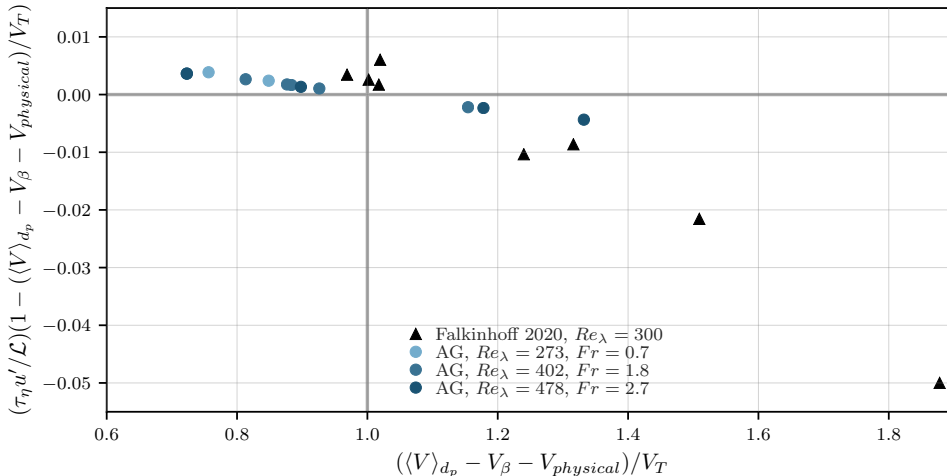 (τ_η u′/ℒ)(1 − (⟨V⟩_{d_p} − V_β − V_{physical})/V_T)
0.01
0.00
−0.01
−0.02
−0.03
−0.04
−0.05
Falkinhoff 2020, Re_λ = 300
AG, Re_λ = 273, Fr = 0.7
AG, Re_λ = 402, Fr = 1.8
AG, Re_λ = 478, Fr = 2.7
0.6 0.8 1.0 1.2 1.4 1.6 1.8
(⟨V⟩_{d_p} − V_β − V_{physical})/V_T